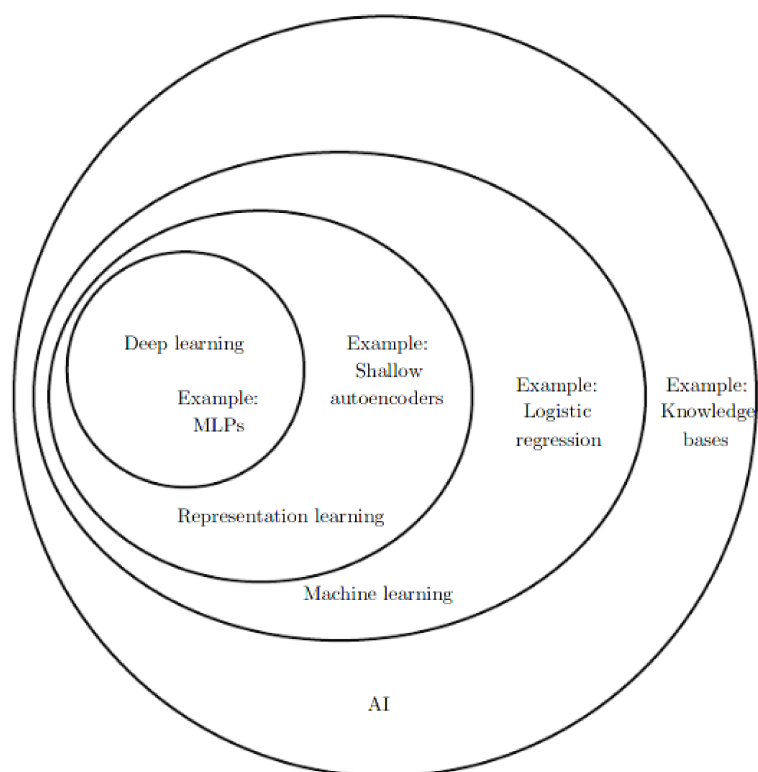 Deep learning
Example:
MLPs
Example:
Shallow
autoencoders
Example:
Logistic
regression
Example:
Knowledge
bases
Representation learning
Machine learning
AI